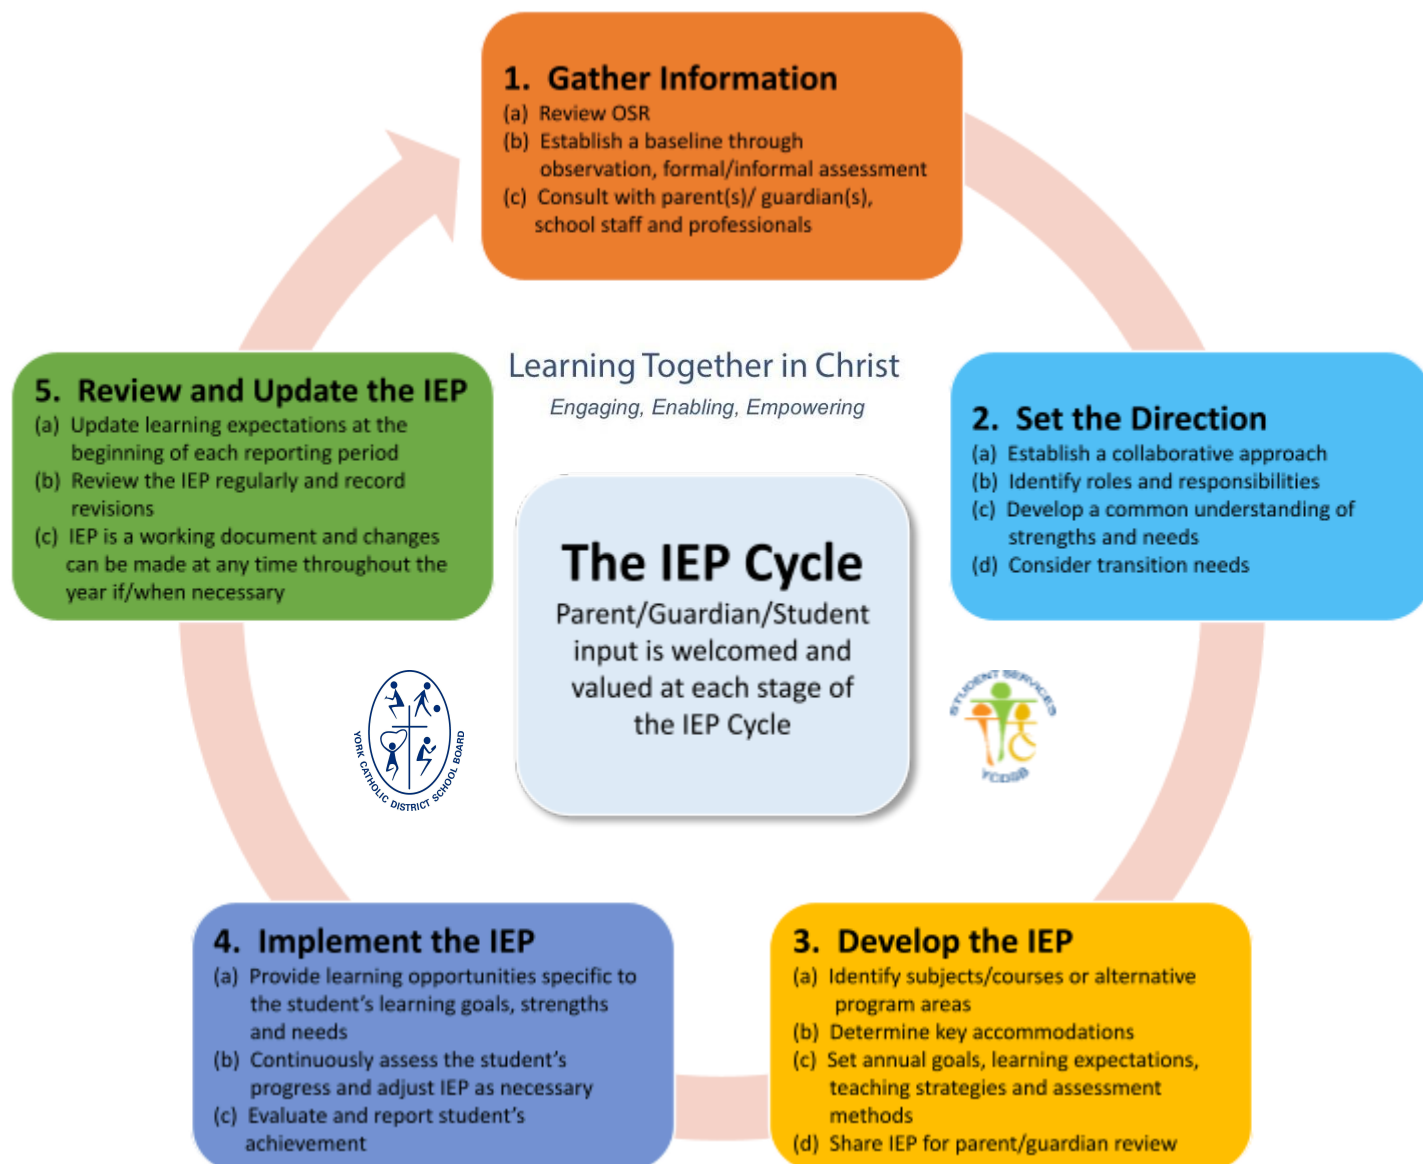 1. Gather Information
(a) Review OSR
(b) Establish a baseline through
observation, formal/informal assessment
(c) Consult with parent(s)/ guardian(s),
school staff and professionals
Learning Together in Christ
Engaging, Enabling, Empowering
2. Set the Direction
(a) Establish a collaborative approach
(b) Identify roles and responsibilities
(c) Develop a common understanding of
strengths and needs
(d) Consider transition needs
The IEP Cycle
Parent/Guardian/Student
input is welcomed and
valued at each stage of
the IEP Cycle
3. Develop the IEP
(a) Identify subjects/courses or alternative
program areas
(b) Determine key accommodations
(c) Set annual goals, learning expectations,
teaching strategies and assessment
methods
(d) Share IEP for parent/guardian review
4. Implement the IEP
(a) Provide learning opportunities specific to
the student's learning goals, strengths
and needs
(b) Continuously assess the student's
progress and adjust IEP as necessary
(c) Evaluate and report student's
achievement
5. Review and Update the IEP
(a) Update learning expectations at the
beginning of each reporting period
(b) Review the IEP regularly and record
revisions
(c) IEP is a working document and changes
can be made at any time throughout the
year if/when necessary
YORK CATHOLIC DISTRICT SCHOOL BOARD
STUDENT SERVICES
YCDSB